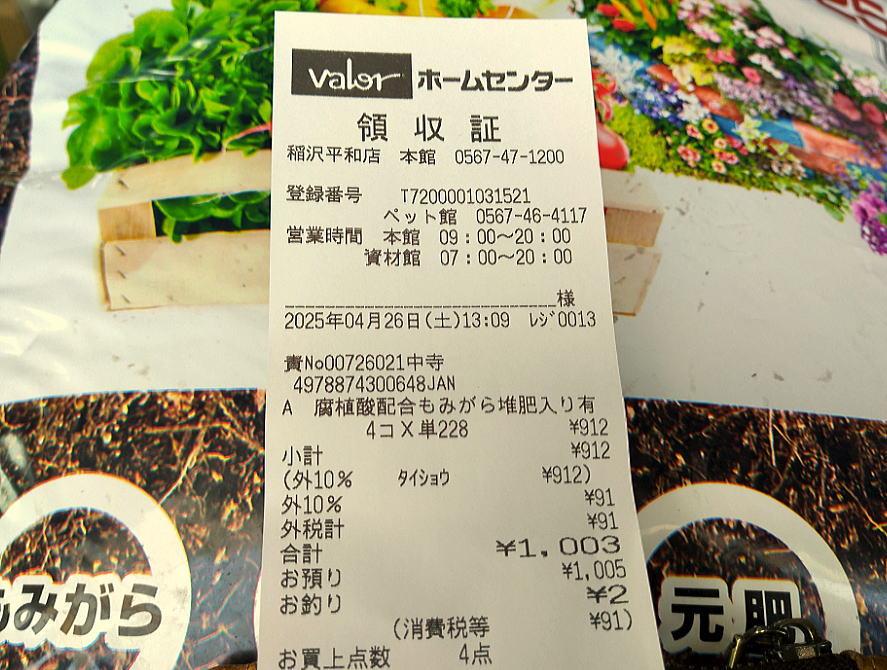 valor ホームセンター
領収証
稲沢平和店 本館 0567-47-1200
登録番号 T7200001031521
ペット館 0567-46-4117
営業時間 本館 09:00〜20:00
資材館 07:00〜20:00
様
2025年04月26日(土)13:09 ﾚｼﾞ0013
責No00726021中寺
4978874300648JAN
A 腐植酸配合もみがら堆肥入り有
4コX単228 ¥912
小計 ¥912
(外10% ﾀｲｼｮｳ ¥912)
外10% ¥91
外税計 ¥91
合計 ¥1,003
お預り ¥1,005
お釣り ¥2
(消費税等 ¥91)
お買上点数 4点
もみがら
元肥